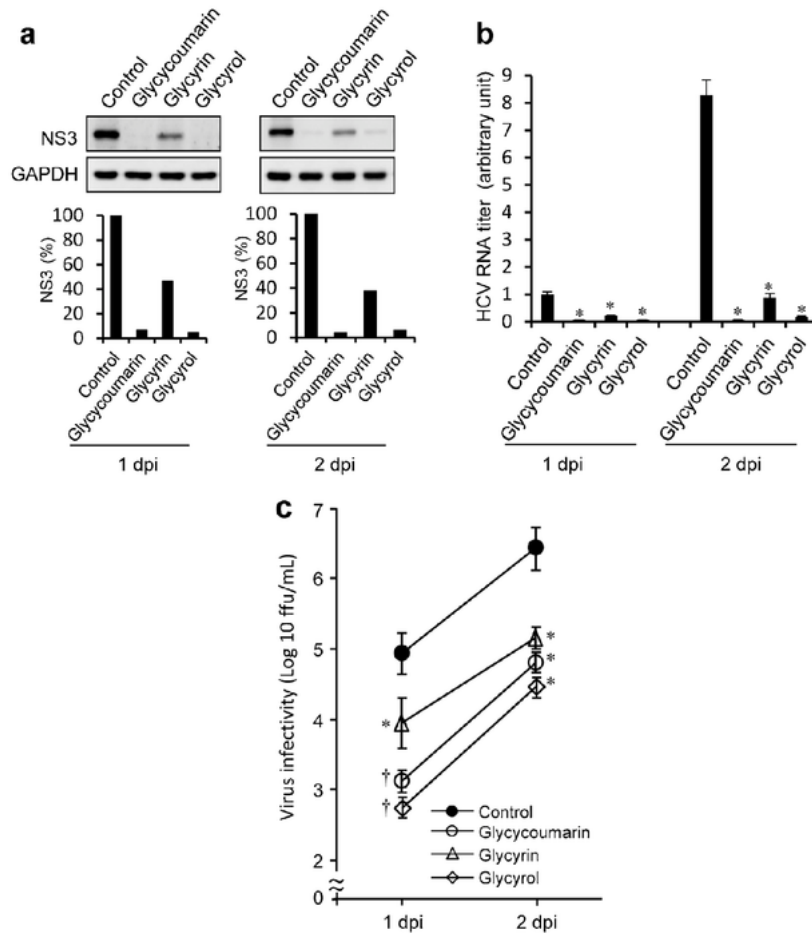 a
Control
Glycycoumarin
Glycyrin
Glycyrol
Control
Glycycoumarin
Glycyrin
Glycyrol
NS3
GAPDH
NS3 (%)
100
80
60
40
20
0
Control
Glycycoumarin
Glycyrin
Glycyrol
1 dpi
NS3 (%)
100
80
60
40
20
0
Control
Glycycoumarin
Glycyrin
Glycyrol
2 dpi
b
HCV RNA titer (arbitrary unit)
9
8
7
6
5
4
3
2
1
0
* * *
* * *
Control
Glycycoumarin
Glycyrin
Glycyrol
1 dpi
Control
Glycycoumarin
Glycyrin
Glycyrol
2 dpi
c
Virus infectivity (Log 10 ffu/mL)
7
6
5
4
3
2
0
≈
*
†
†
*
*
*
Control
Glycycoumarin
Glycyrin
Glycyrol
1 dpi
2 dpi